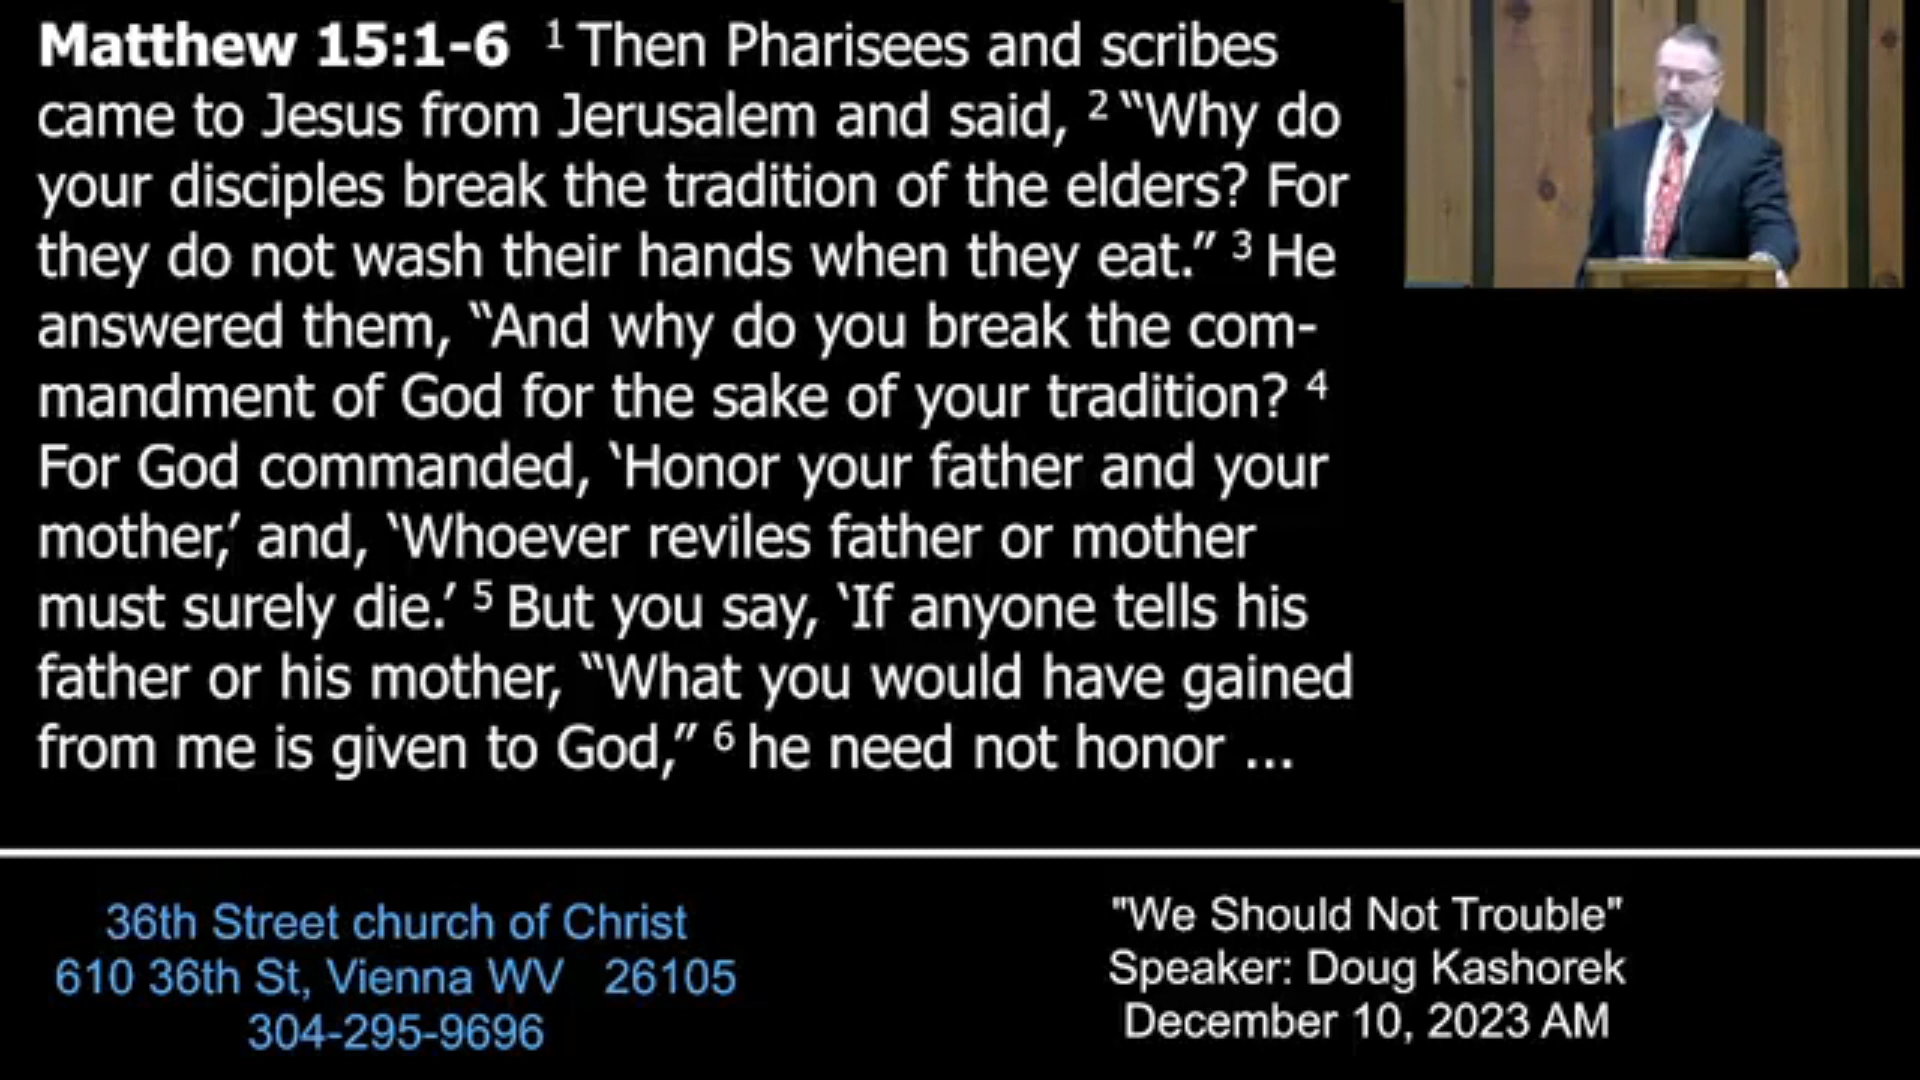 Matthew 15:1-6 ¹ Then Pharisees and scribes
came to Jesus from Jerusalem and said, ² “Why do
your disciples break the tradition of the elders? For
they do not wash their hands when they eat.” ³ He
answered them, “And why do you break the com-
mandment of God for the sake of your tradition? ⁴
For God commanded, ‘Honor your father and your
mother,’ and, ‘Whoever reviles father or mother
must surely die.’ ⁵ But you say, ‘If anyone tells his
father or his mother, “What you would have gained
from me is given to God,” ⁶ he need not honor ...
36th Street church of Christ
610 36th St, Vienna WV 26105
304-295-9696
"We Should Not Trouble"
Speaker: Doug Kashorek
December 10, 2023 AM